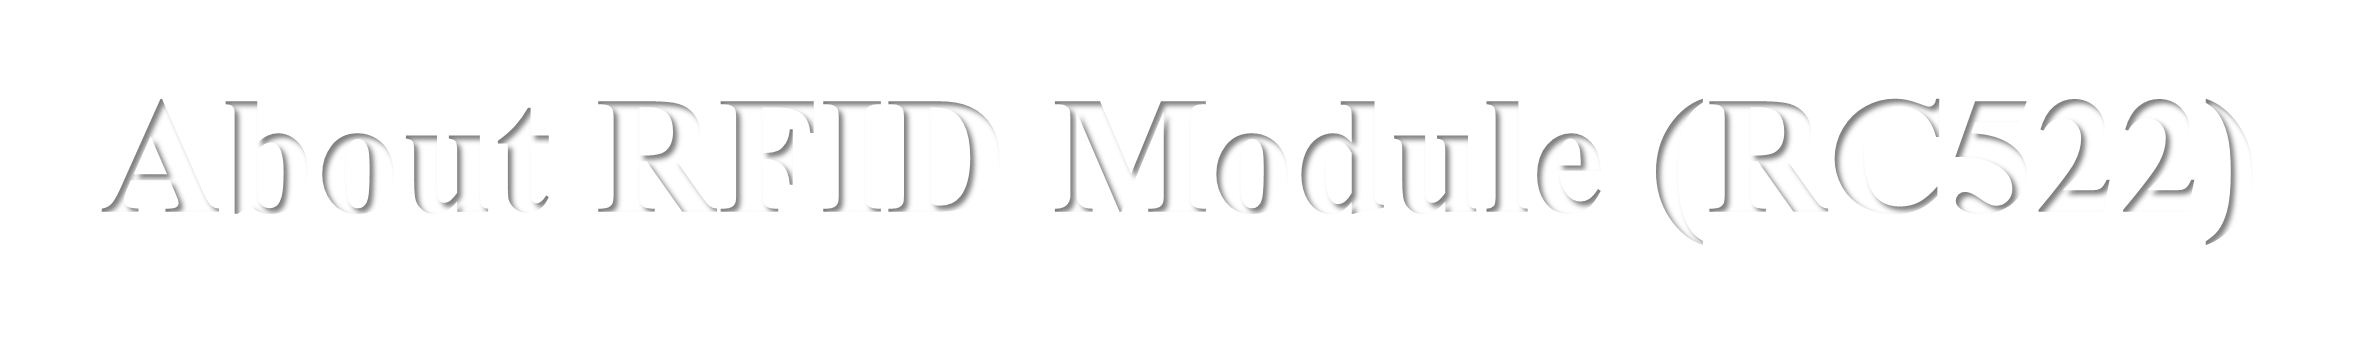 About RFID Module (RC522)